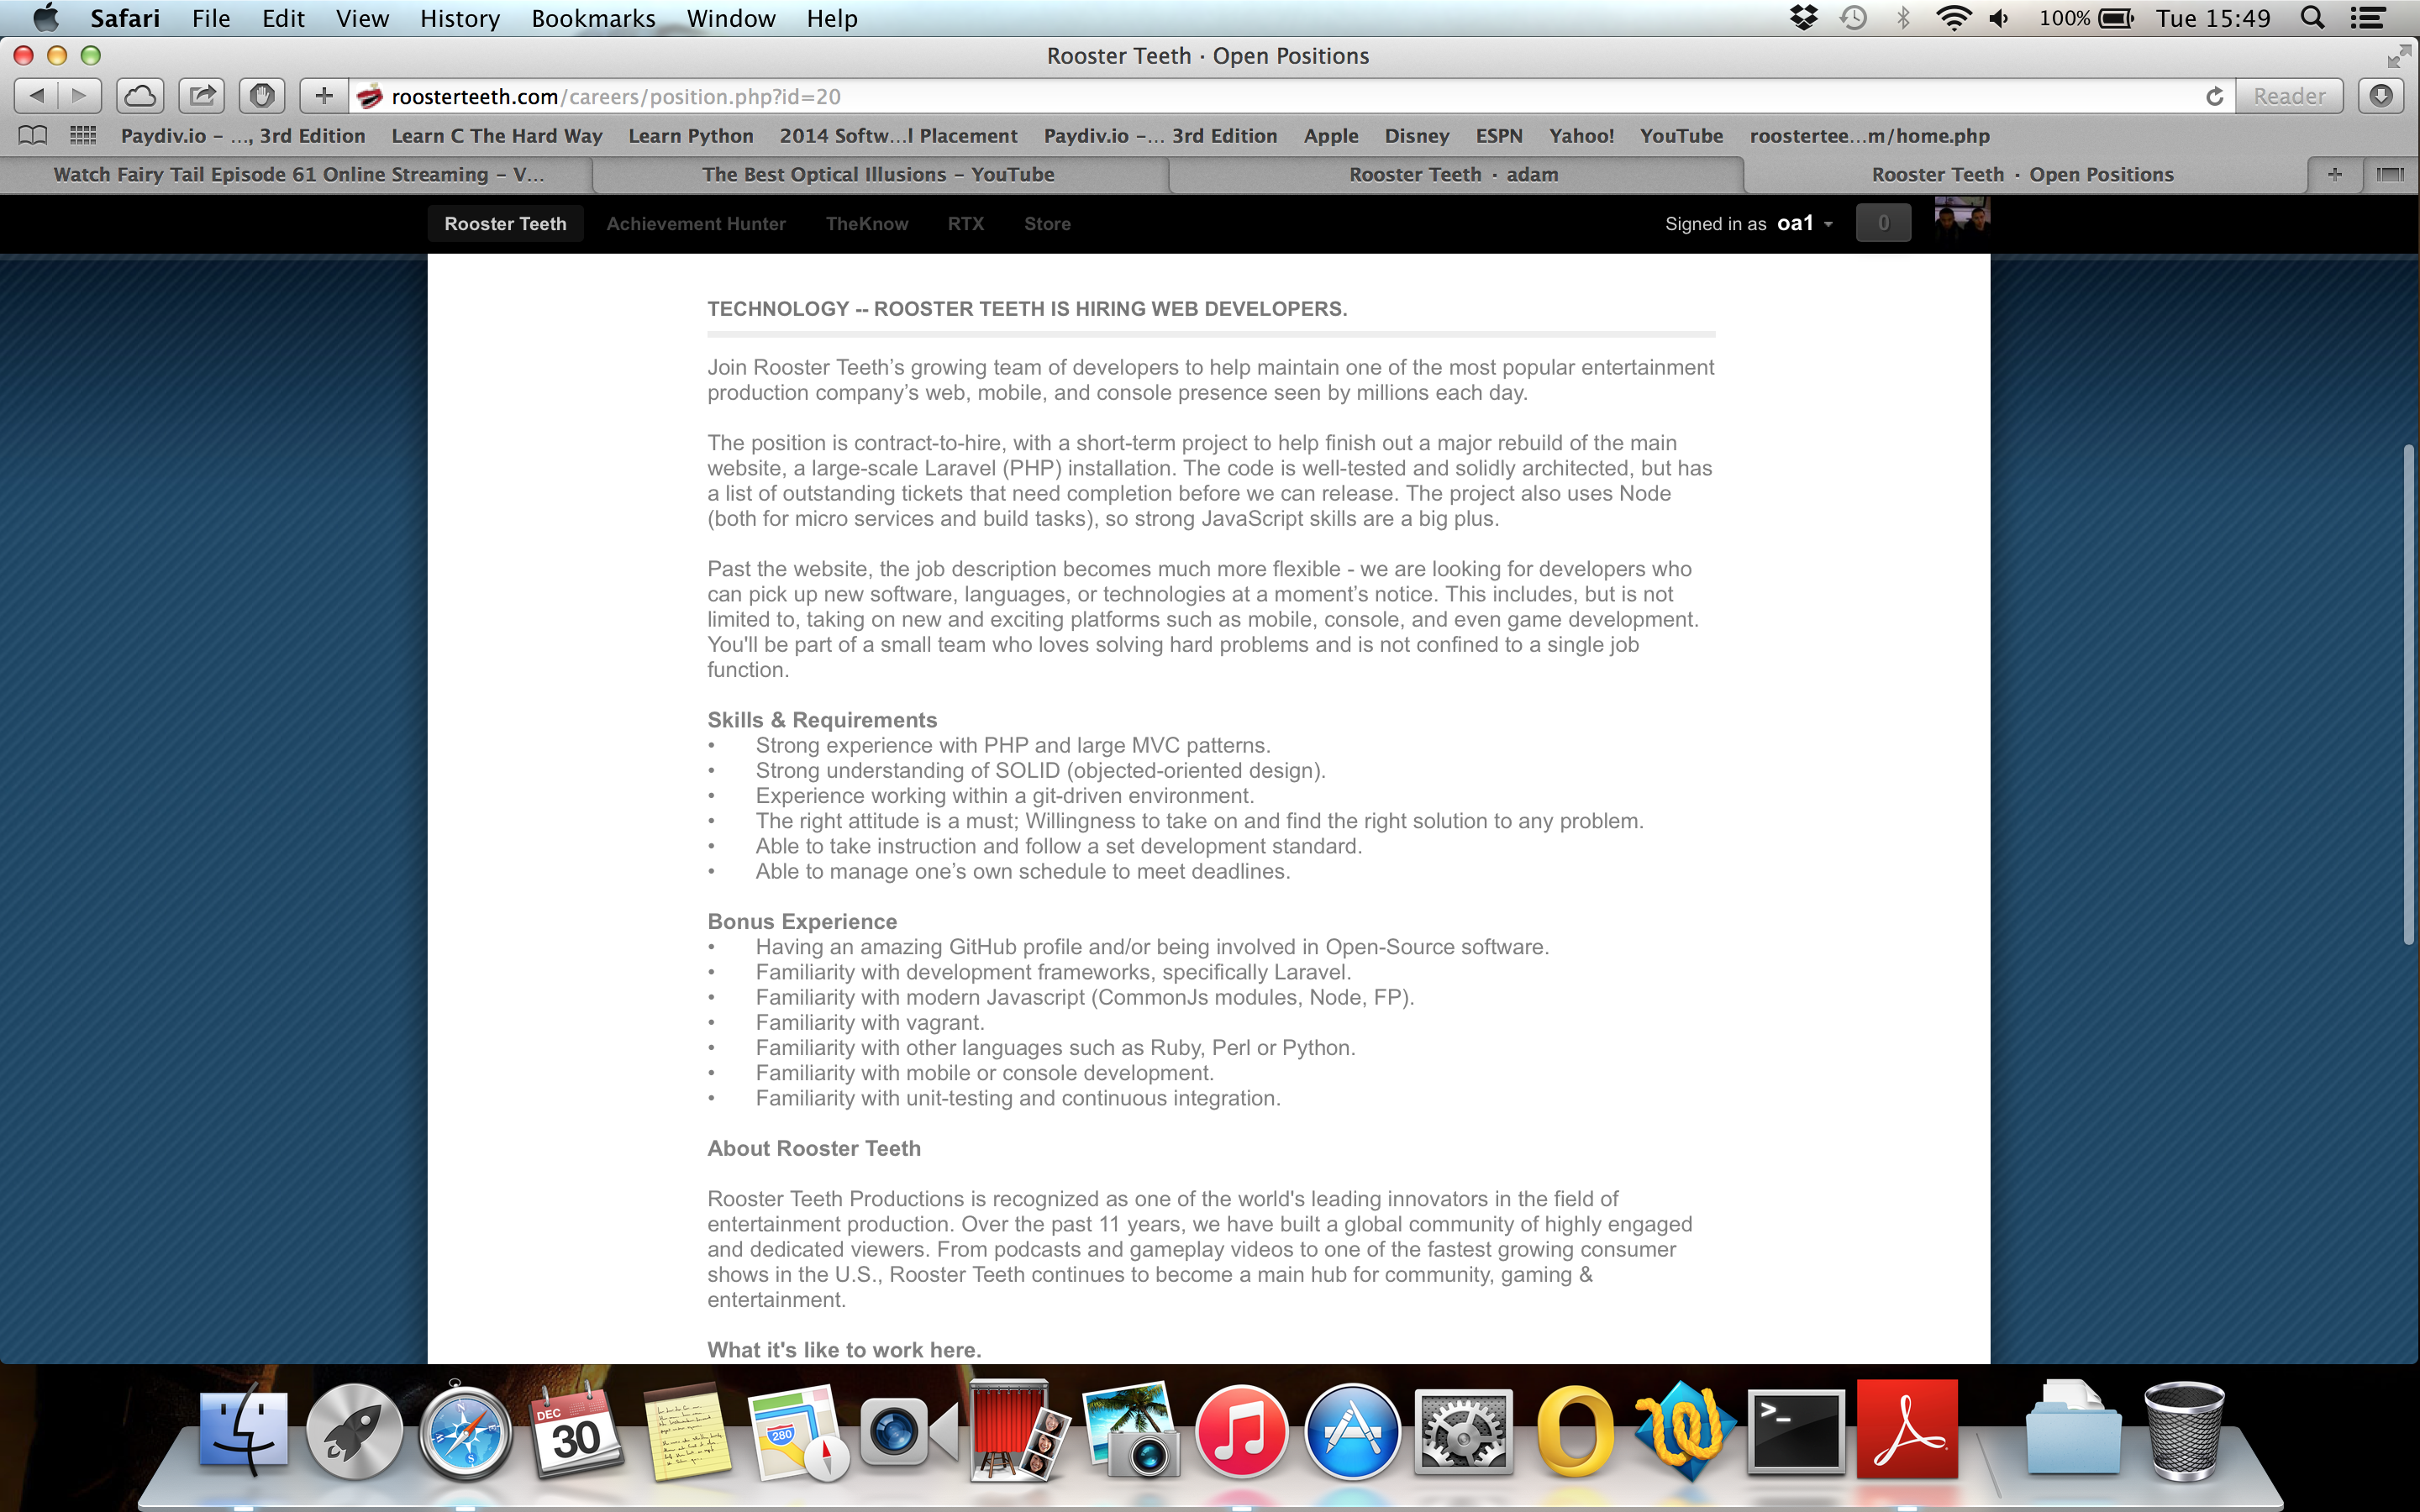 Safari File Edit View History Bookmarks Window Help 100% Tue 15:49
Rooster Teeth · Open Positions
roosterteeth.com/careers/position.php?id=20 Reader
Paydiv.io – ..., 3rd Edition Learn C The Hard Way Learn Python 2014 Softw...l Placement Paydiv.io –... 3rd Edition Apple Disney ESPN Yahoo! YouTube roostertee...m/home.php
Watch Fairy Tail Episode 61 Online Streaming – V... The Best Optical Illusions – YouTube Rooster Teeth · adam Rooster Teeth · Open Positions
Rooster Teeth Achievement Hunter TheKnow RTX Store Signed in as oa1 0
TECHNOLOGY -- ROOSTER TEETH IS HIRING WEB DEVELOPERS.
Join Rooster Teeth’s growing team of developers to help maintain one of the most popular entertainment
production company’s web, mobile, and console presence seen by millions each day.
The position is contract-to-hire, with a short-term project to help finish out a major rebuild of the main
website, a large-scale Laravel (PHP) installation. The code is well-tested and solidly architected, but has
a list of outstanding tickets that need completion before we can release. The project also uses Node
(both for micro services and build tasks), so strong JavaScript skills are a big plus.
Past the website, the job description becomes much more flexible - we are looking for developers who
can pick up new software, languages, or technologies at a moment’s notice. This includes, but is not
limited to, taking on new and exciting platforms such as mobile, console, and even game development.
You'll be part of a small team who loves solving hard problems and is not confined to a single job
function.
Skills & Requirements
• Strong experience with PHP and large MVC patterns.
• Strong understanding of SOLID (objected-oriented design).
• Experience working within a git-driven environment.
• The right attitude is a must; Willingness to take on and find the right solution to any problem.
• Able to take instruction and follow a set development standard.
• Able to manage one’s own schedule to meet deadlines.
Bonus Experience
• Having an amazing GitHub profile and/or being involved in Open-Source software.
• Familiarity with development frameworks, specifically Laravel.
• Familiarity with modern Javascript (CommonJs modules, Node, FP).
• Familiarity with vagrant.
• Familiarity with other languages such as Ruby, Perl or Python.
• Familiarity with mobile or console development.
• Familiarity with unit-testing and continuous integration.
About Rooster Teeth
Rooster Teeth Productions is recognized as one of the world's leading innovators in the field of
entertainment production. Over the past 11 years, we have built a global community of highly engaged
and dedicated viewers. From podcasts and gameplay videos to one of the fastest growing consumer
shows in the U.S., Rooster Teeth continues to become a main hub for community, gaming &
entertainment.
What it's like to work here.
DEC
30
280
>_